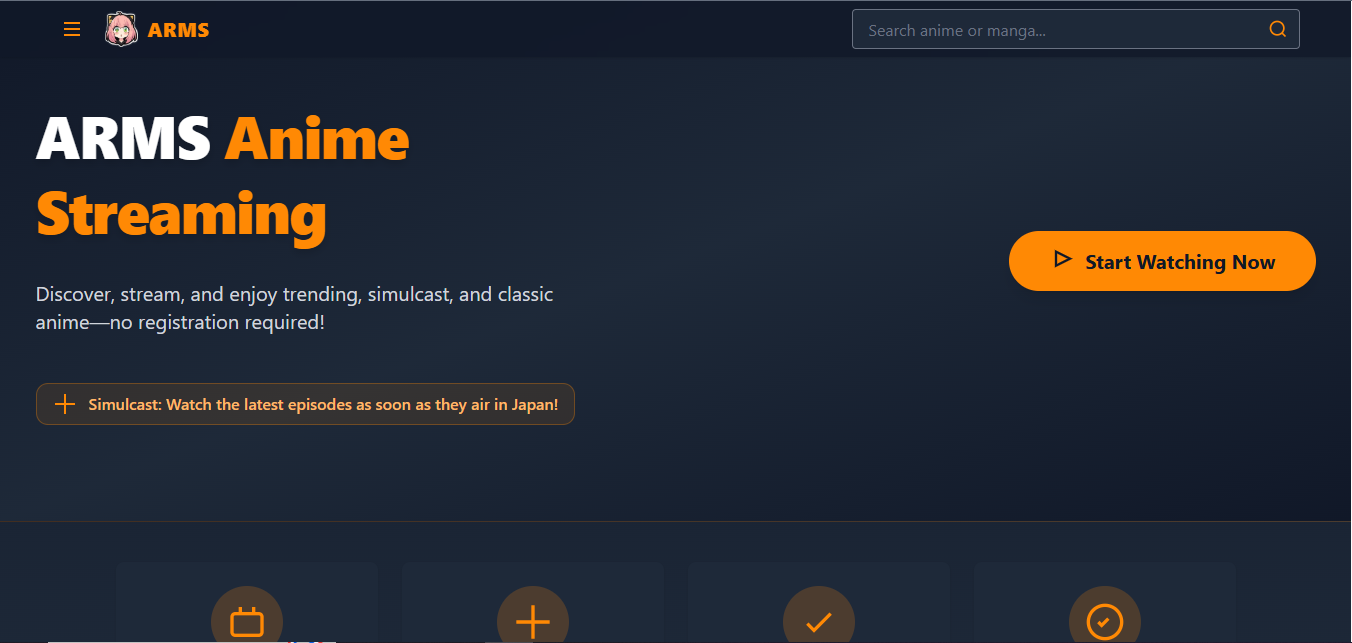 ARMS
Search anime or manga...
ARMS Anime
Streaming
Discover, stream, and enjoy trending, simulcast, and classic
anime—no registration required!
Simulcast: Watch the latest episodes as soon as they air in Japan!
Start Watching Now